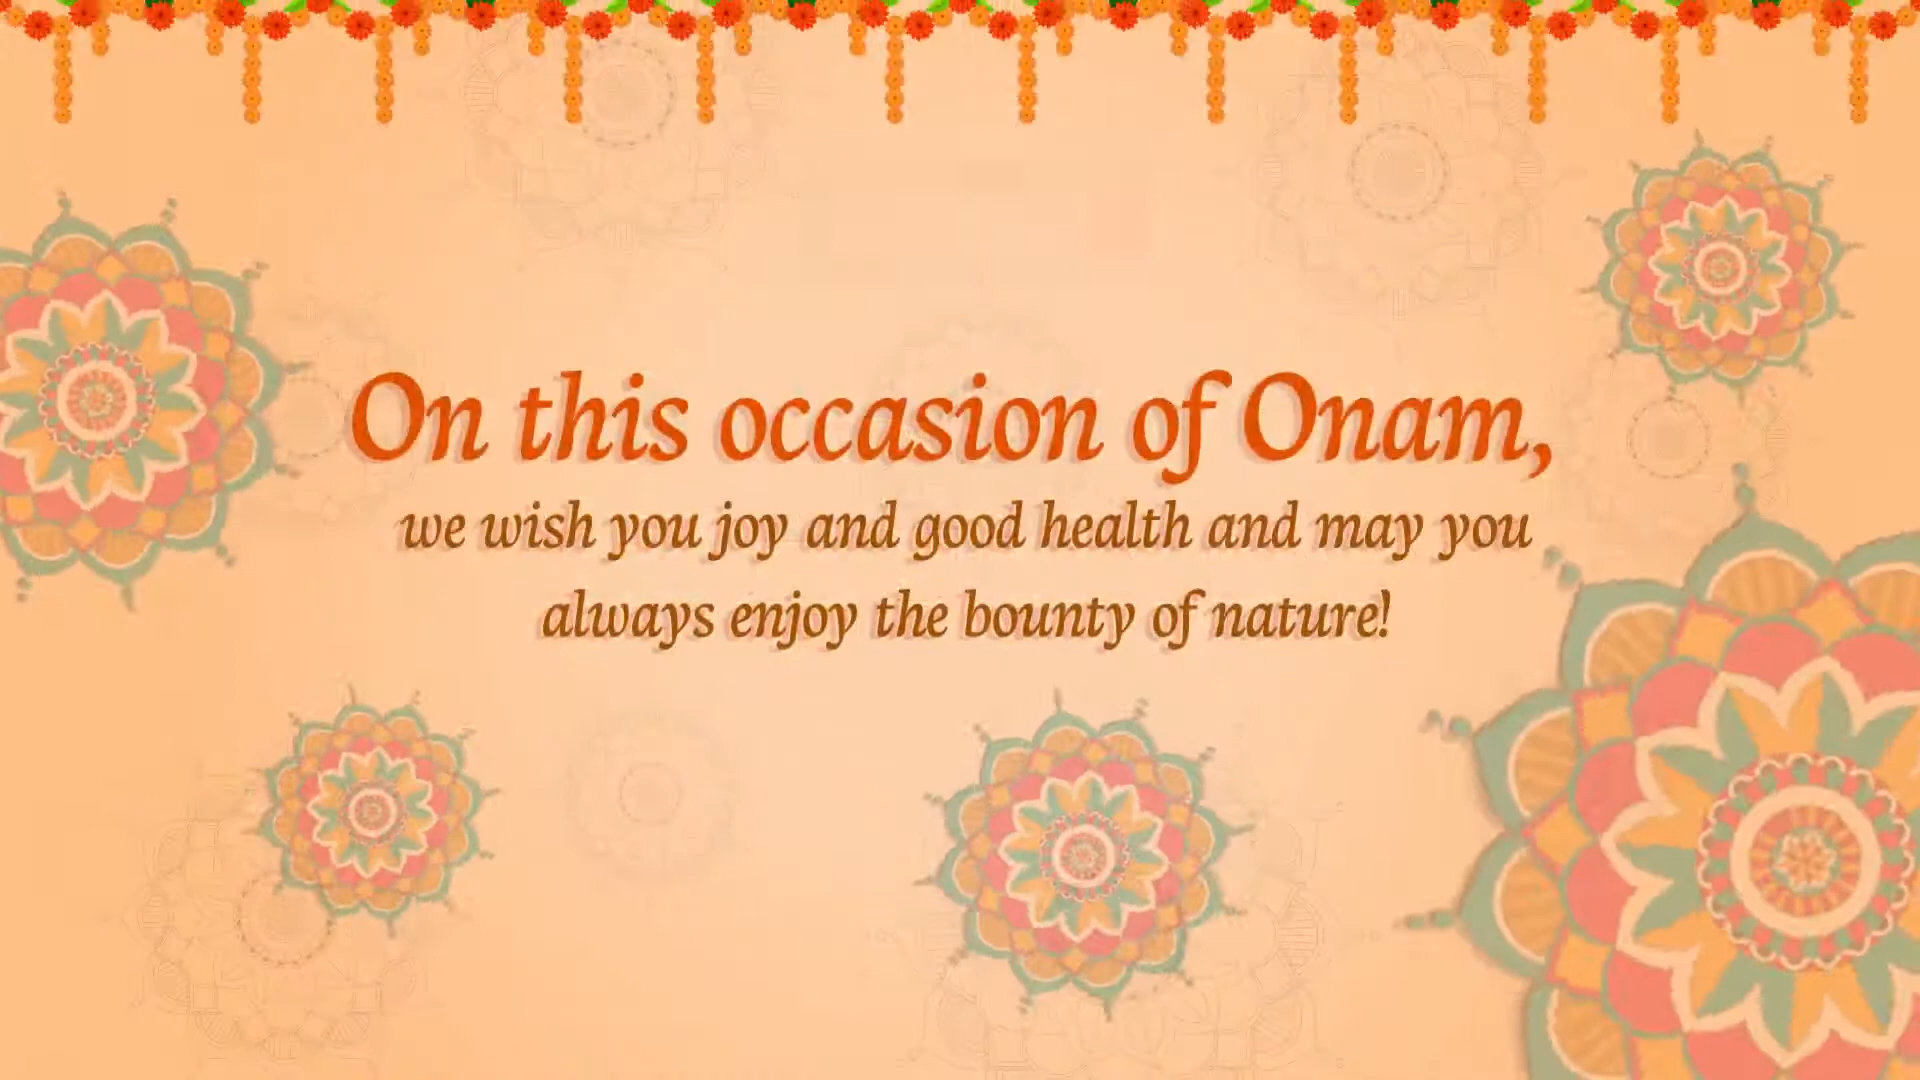 On this occasion of Onam,
we wish you joy and good health and may you
always enjoy the bounty of nature!